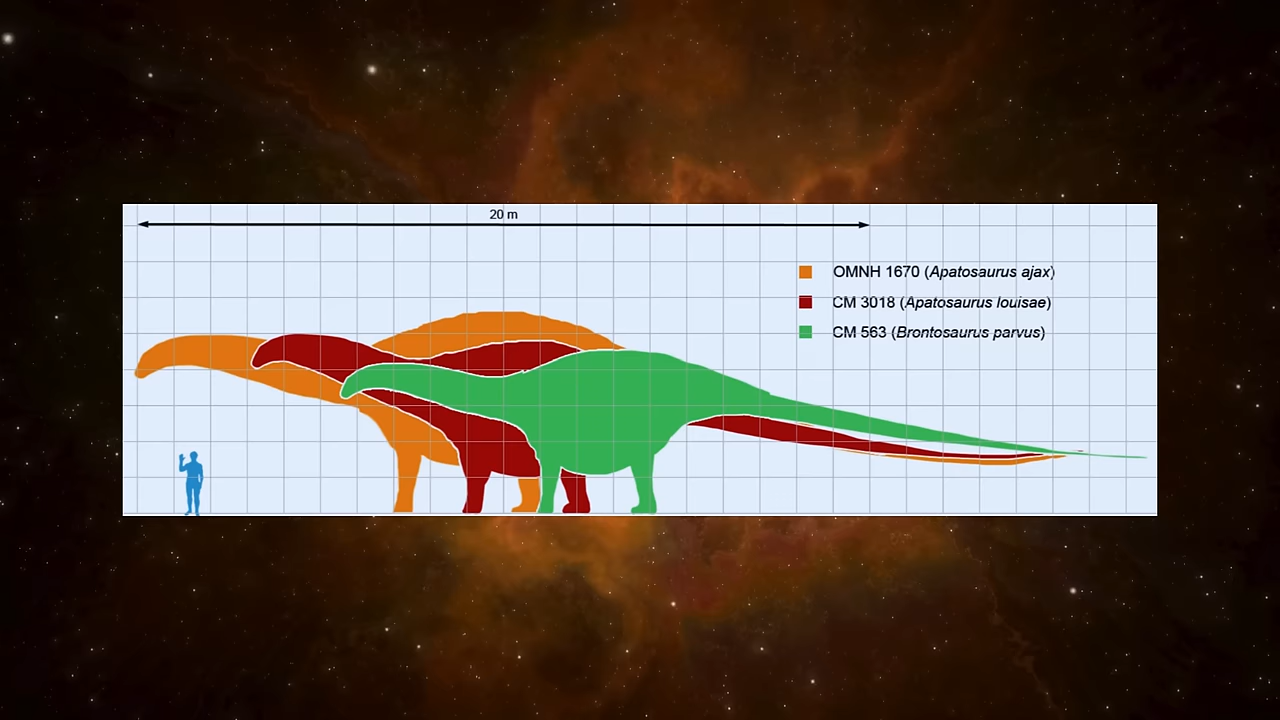 20 m
OMNH 1670 (Apatosaurus ajax)
CM 3018 (Apatosaurus louisae)
CM 563 (Brontosaurus parvus)